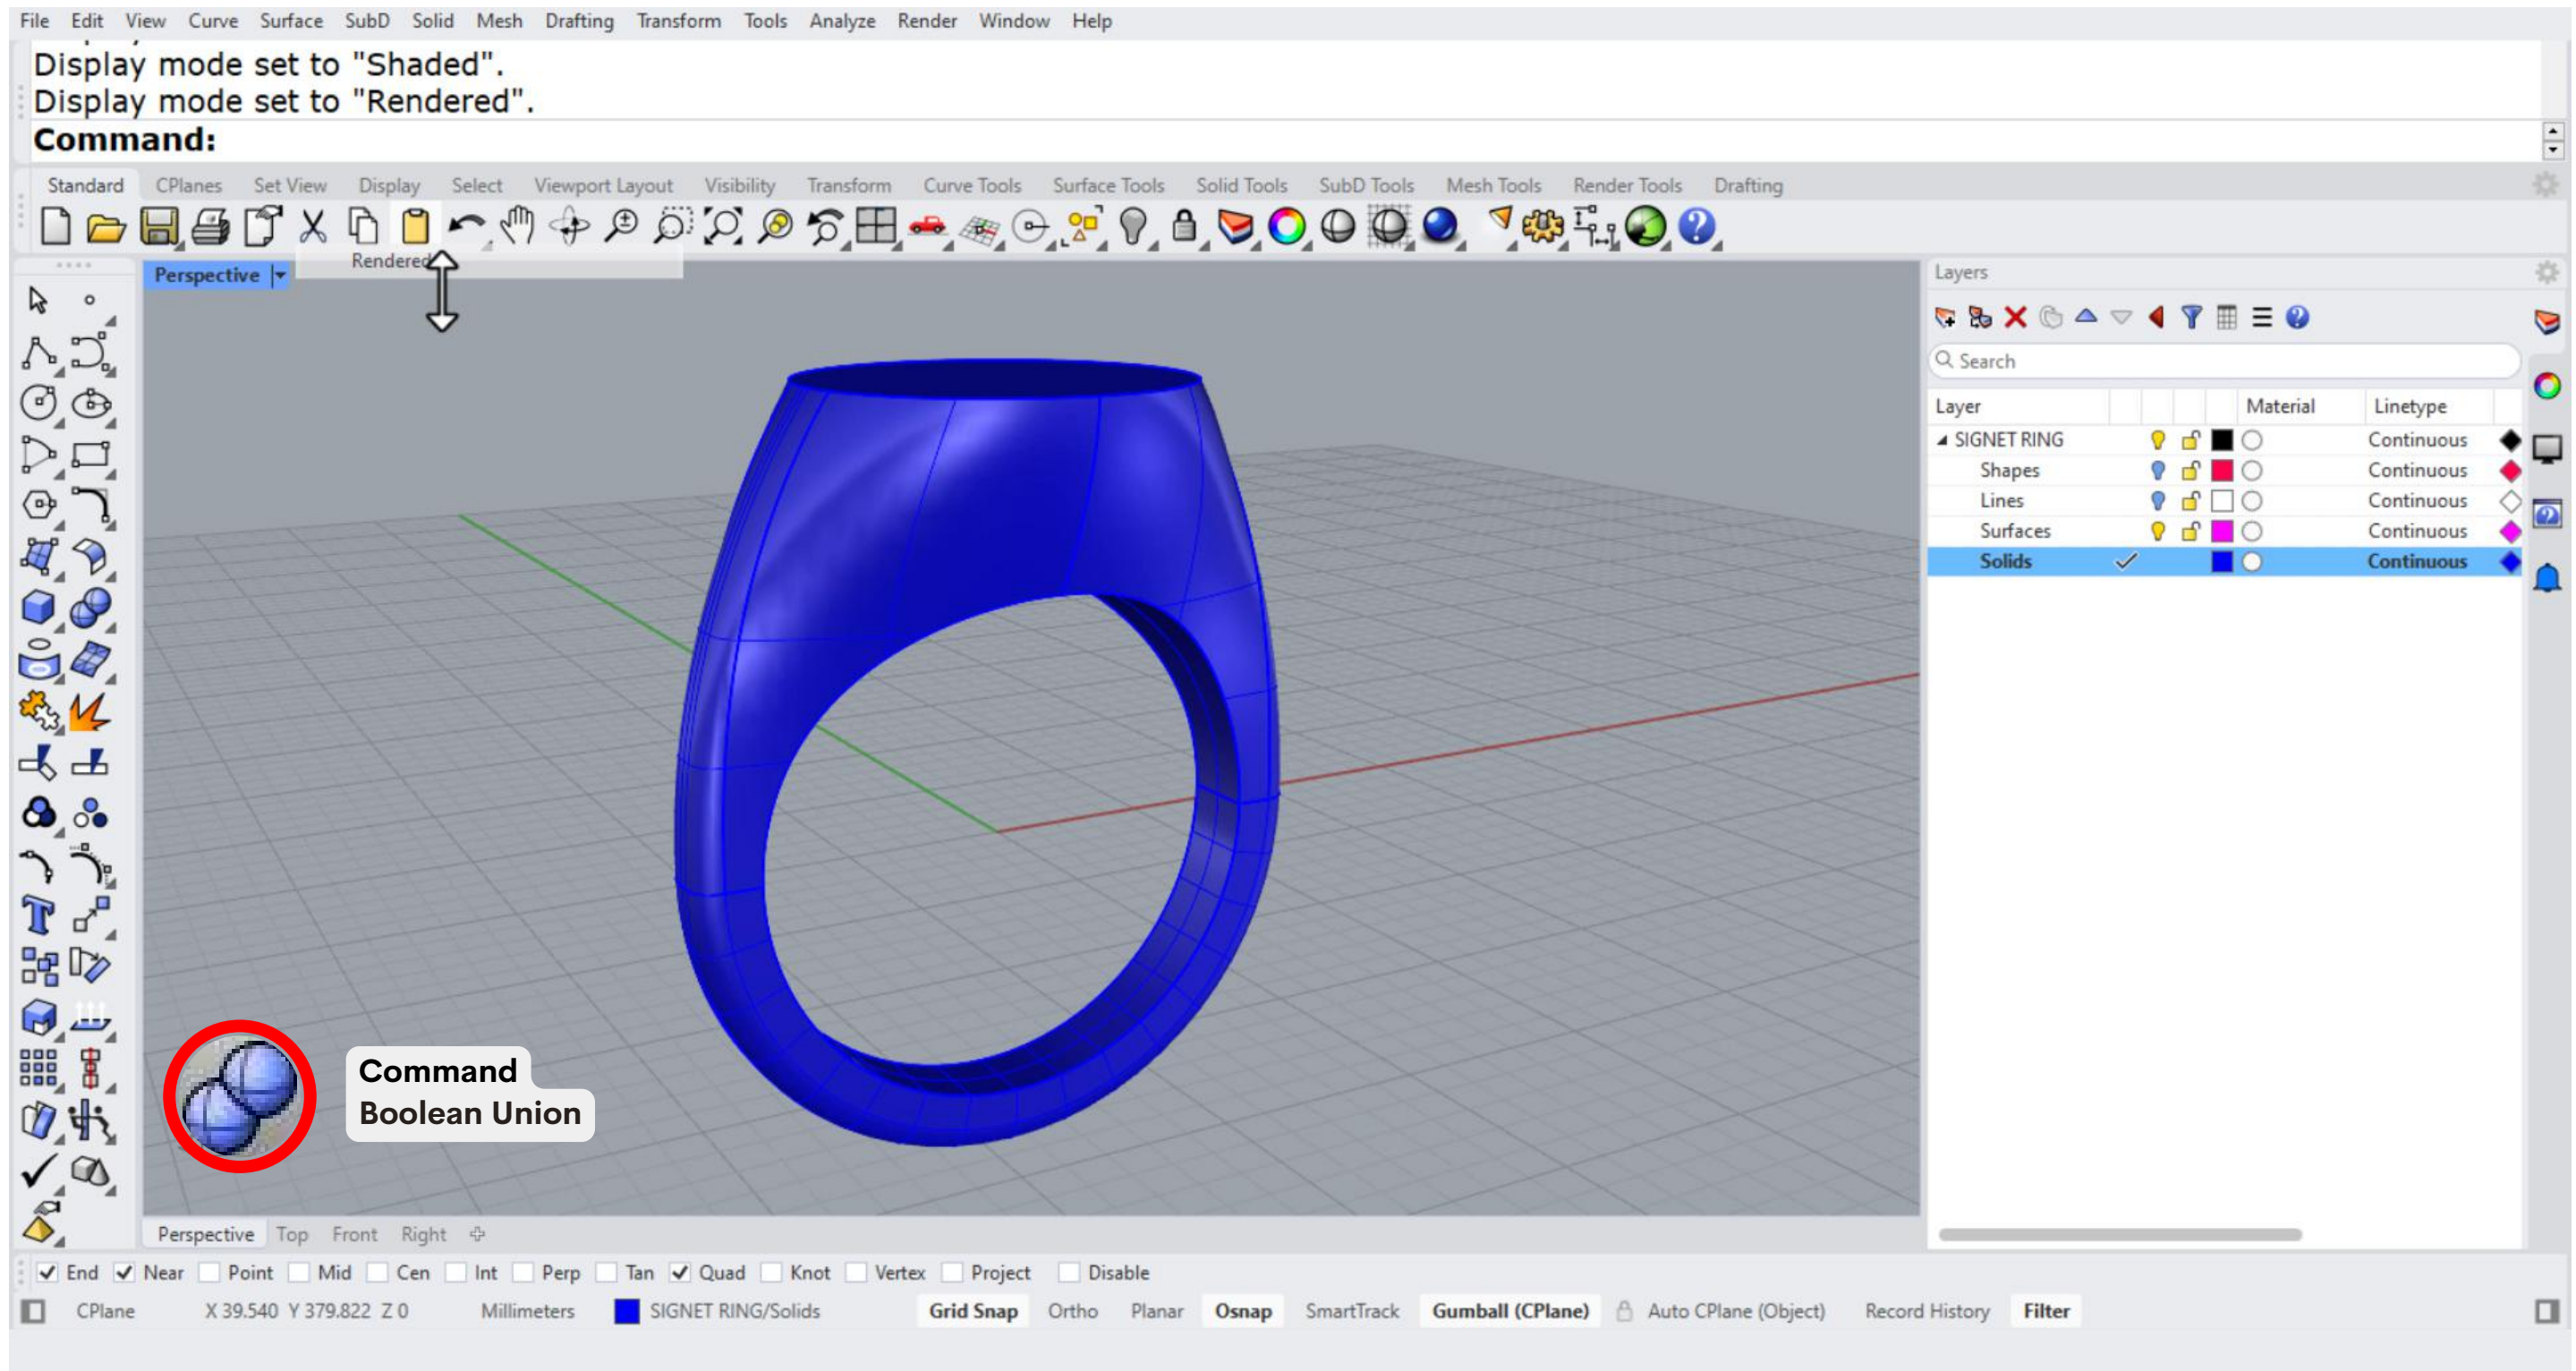 File Edit View Curve Surface SubD Solid Mesh Drafting Transform Tools Analyze Render Window Help
Display mode set to "Shaded".
Display mode set to "Rendered".
Command:
Standard CPlanes Set View Display Select Viewport Layout Visibility Transform Curve Tools Surface Tools Solid Tools SubD Tools Mesh Tools Render Tools Drafting
Rendered
Perspective
Layers
Search
Layer Material Linetype
SIGNET RING Continuous
Shapes Continuous
Lines Continuous
Surfaces Continuous
Solids Continuous
Command
Boolean Union
Perspective Top Front Right
End Near Point Mid Cen Int Perp Tan Quad Knot Vertex Project Disable
CPlane X 39.540 Y 379.822 Z 0 Millimeters SIGNET RING/Solids Grid Snap Ortho Planar Osnap SmartTrack Gumball (CPlane) Auto CPlane (Object) Record History Filter